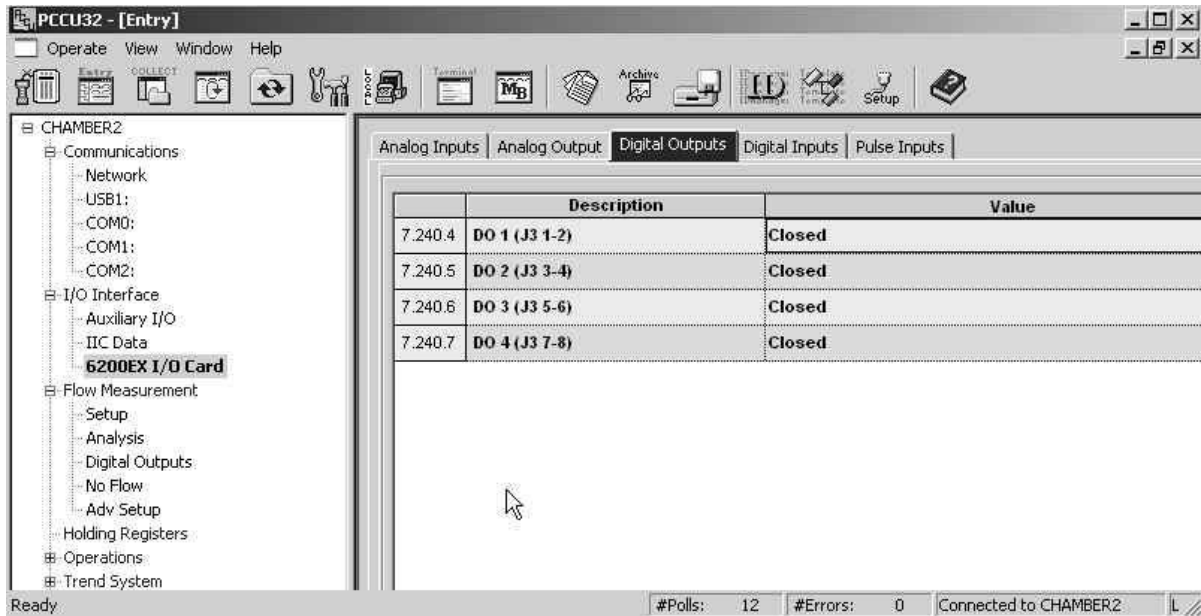 PCCU32 - [Entry]
Operate View Window Help
Entry COLLECT LOCAL Terminal MB Archive Setup
CHAMBER2
Communications
Network
USB1:
COM0:
COM1:
COM2:
I/O Interface
Auxiliary I/O
IIC Data
6200EX I/O Card
Flow Measurement
Setup
Analysis
Digital Outputs
No Flow
Adv Setup
Holding Registers
Operations
Trend System
Analog Inputs Analog Output Digital Outputs Digital Inputs Pulse Inputs
Description Value
7.240.4 DO 1 (J3 1-2) Closed
7.240.5 DO 2 (J3 3-4) Closed
7.240.6 DO 3 (J3 5-6) Closed
7.240.7 DO 4 (J3 7-8) Closed
Ready #Polls: 12 #Errors: 0 Connected to CHAMBER2 L